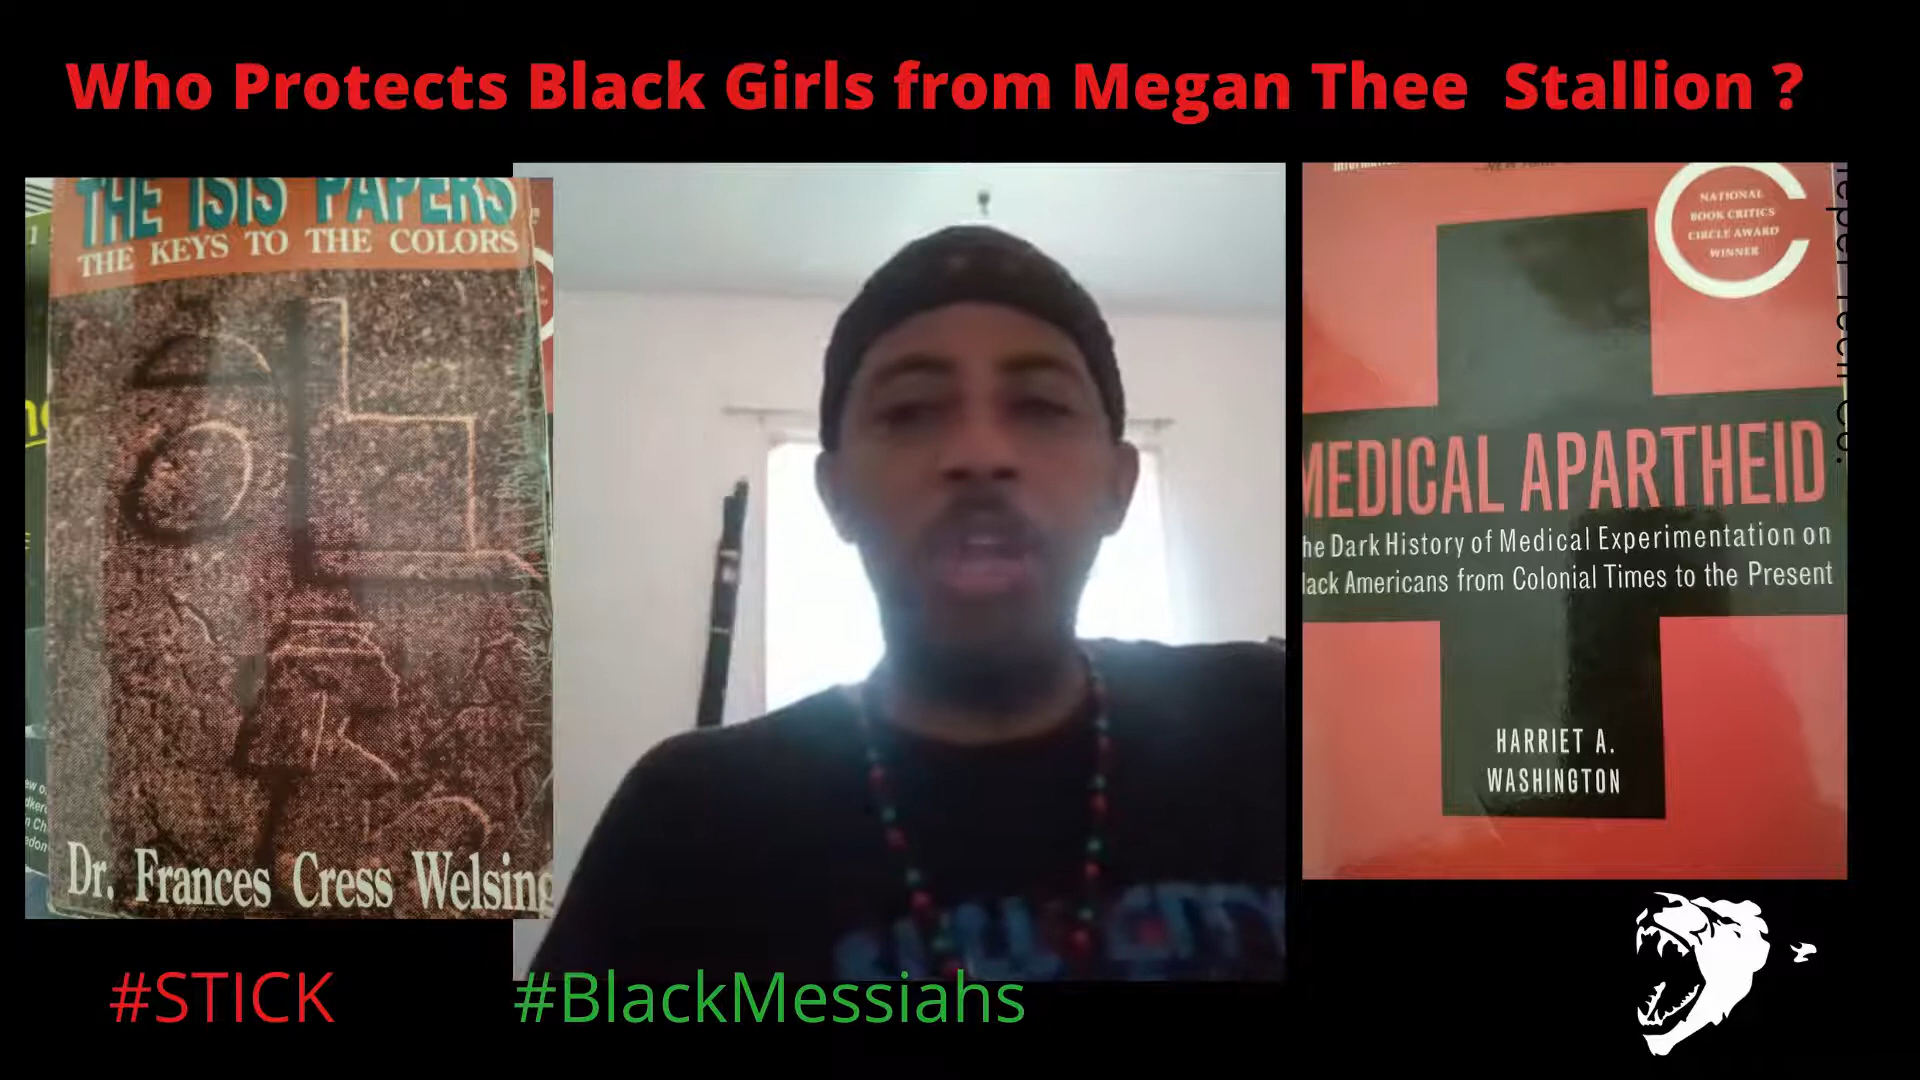 Who Protects Black Girls from Megan Thee Stallion ?
THE ISIS PAPERS
THE KEYS TO THE COLORS
Dr. Frances Cress Welsing
NATIONAL
BOOK CRITICS
CIRCLE AWARD
WINNER
MEDICAL APARTHEID
he Dark History of Medical Experimentation on
lack Americans from Colonial Times to the Present
HARRIET A.
WASHINGTON
#STICK
#BlackMessiahs